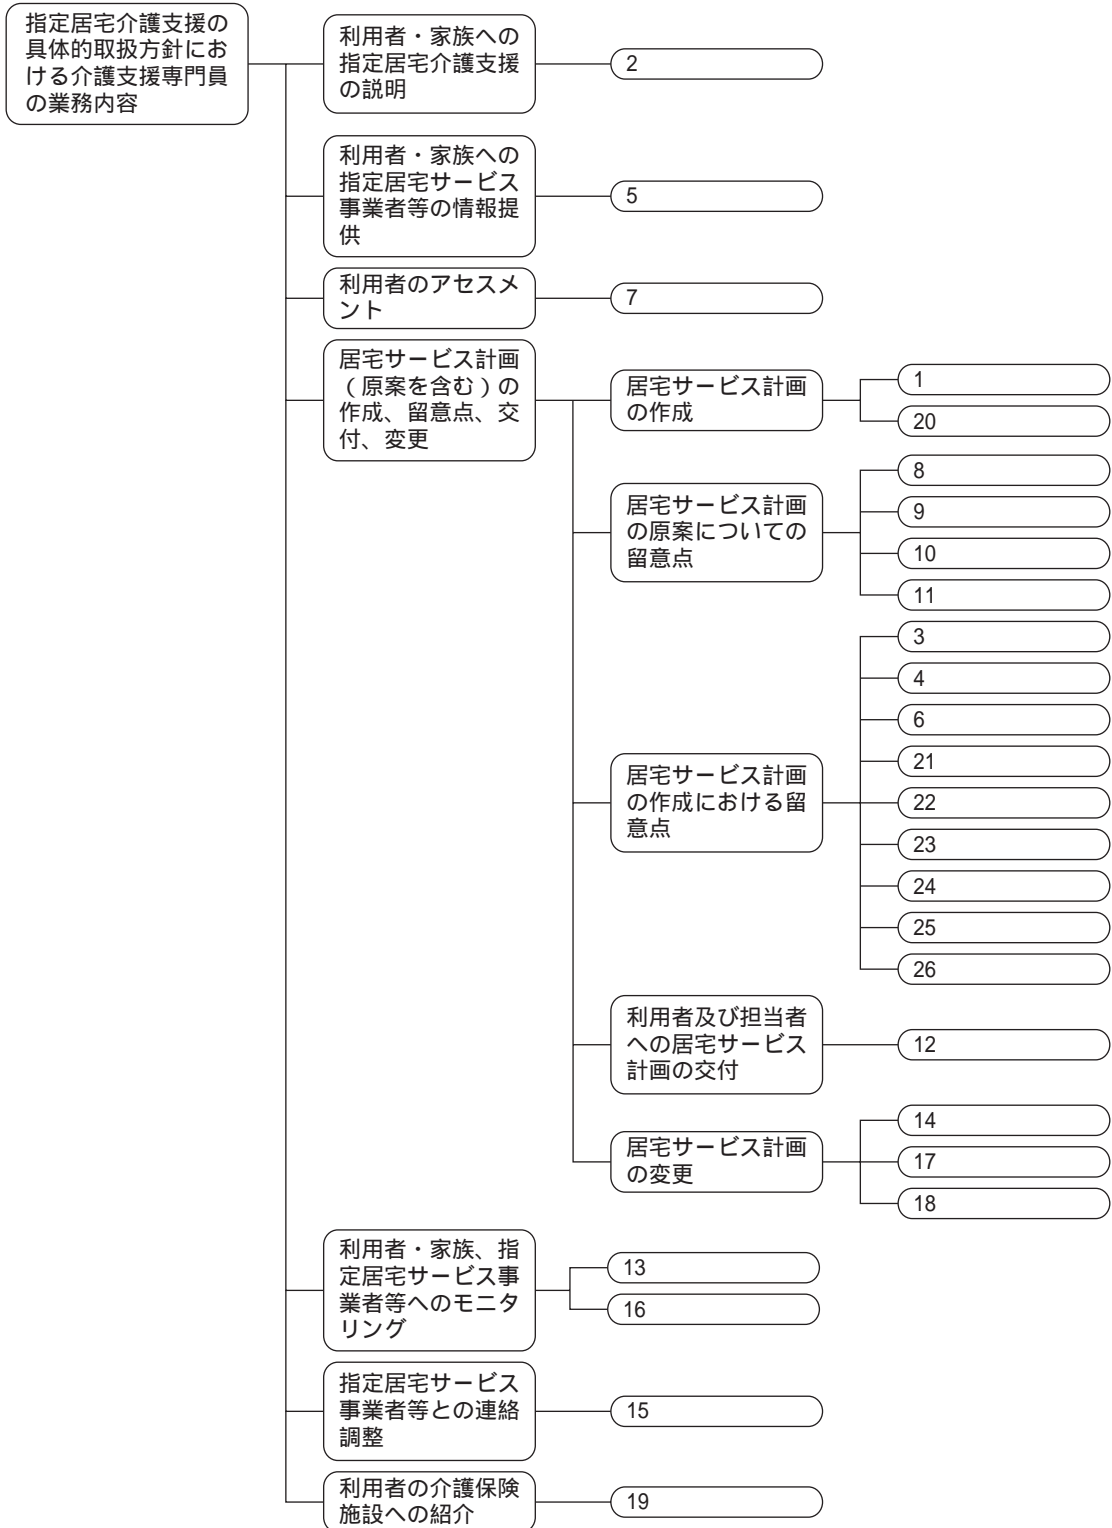 指定居宅介護支援の
具体的取扱方針にお
ける介護支援専門員
の業務内容
利用者・家族への
指定居宅介護支援
の説明
2
利用者・家族への
指定居宅サービス
事業者等の情報提
供
5
利用者のアセスメ
ント
7
居宅サービス計画
(原案を含む)の
作成、留意点、交
付、変更
居宅サービス計画
の作成
1
20
居宅サービス計画
の原案についての
留意点
8
9
10
11
居宅サービス計画
の作成における留
意点
3
4
6
21
22
23
24
25
26
利用者及び担当者
への居宅サービス
計画の交付
12
居宅サービス計画
の変更
14
17
18
利用者・家族、指
定居宅サービス事
業者等へのモニタ
リング
13
16
指定居宅サービス
事業者等との連絡
調整
15
利用者の介護保険
施設への紹介
19